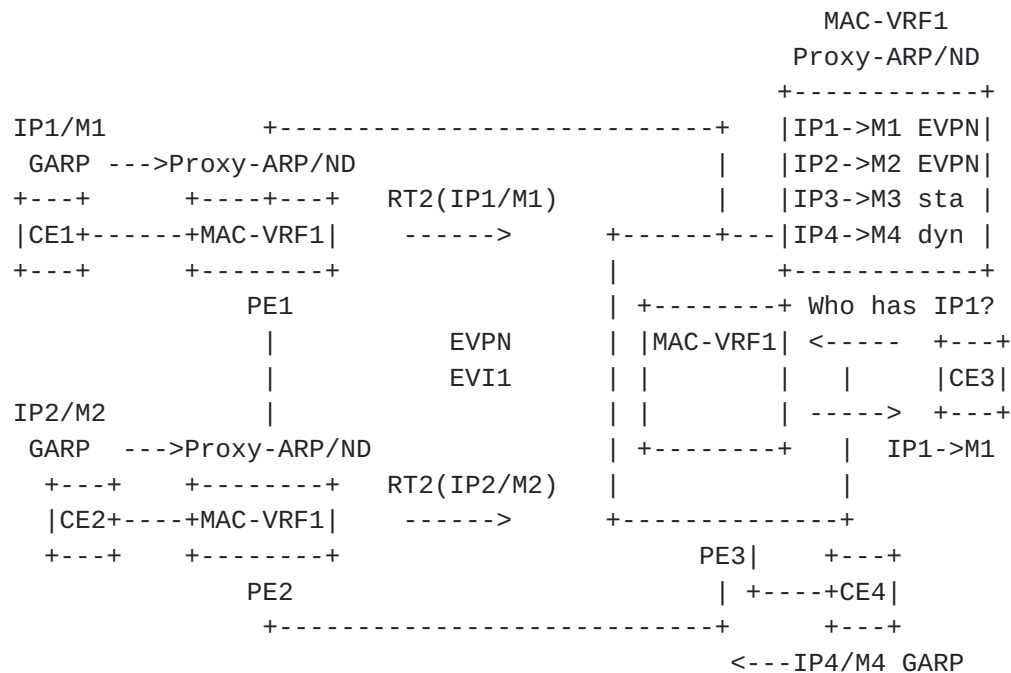 MAC-VRF1
Proxy-ARP/ND
+------------+
IP1/M1 +----------------------------+ |IP1->M1 EVPN|
GARP --->Proxy-ARP/ND | |IP2->M2 EVPN|
+---+ +----+---+ RT2(IP1/M1) | |IP3->M3 sta |
|CE1+------+MAC-VRF1| ------> +------+---|IP4->M4 dyn |
+---+ +--------+ | +------------+
PE1 | +--------+ Who has IP1?
| EVPN | |MAC-VRF1| <----- +---+
| EVI1 | | | | |CE3|
IP2/M2 | | | | -----> +---+
GARP --->Proxy-ARP/ND | +--------+ | IP1->M1
+---+ +--------+ RT2(IP2/M2) | |
|CE2+----+MAC-VRF1| ------> +--------------+
+---+ +--------+ PE3| +---+
PE2 | +----+CE4|
+----------------------------+ +---+
<---IP4/M4 GARP